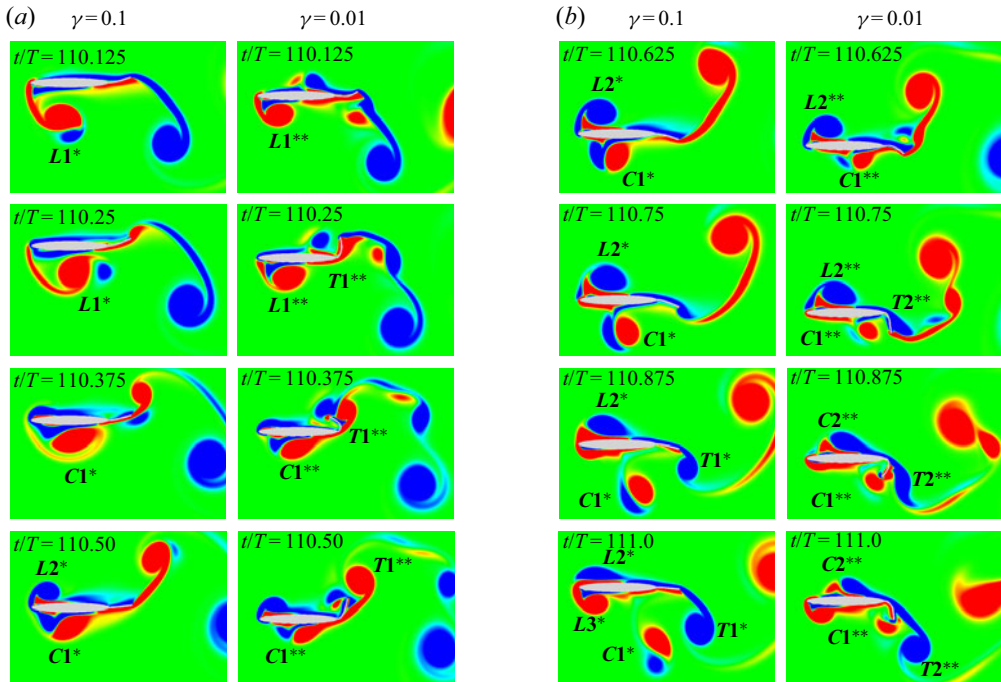 (a) γ = 0.1 γ = 0.01
t/T = 110.125 t/T = 110.125
L1* L1**
t/T = 110.25 t/T = 110.25
L1* L1** T1**
t/T = 110.375 t/T = 110.375
C1* C1** T1**
t/T = 110.50 t/T = 110.50
L2* T1**
C1* C1**
(b) γ = 0.1 γ = 0.01
t/T = 110.625 t/T = 110.625
L2* L2**
C1* C1**
t/T = 110.75 t/T = 110.75
L2* L2** T2**
C1* C1**
t/T = 110.875 t/T = 110.875
L2* C2**
T1* T2**
C1* C1**
t/T = 111.0 t/T = 111.0
L2* C2**
L3* T1* C1**
C1* T2**